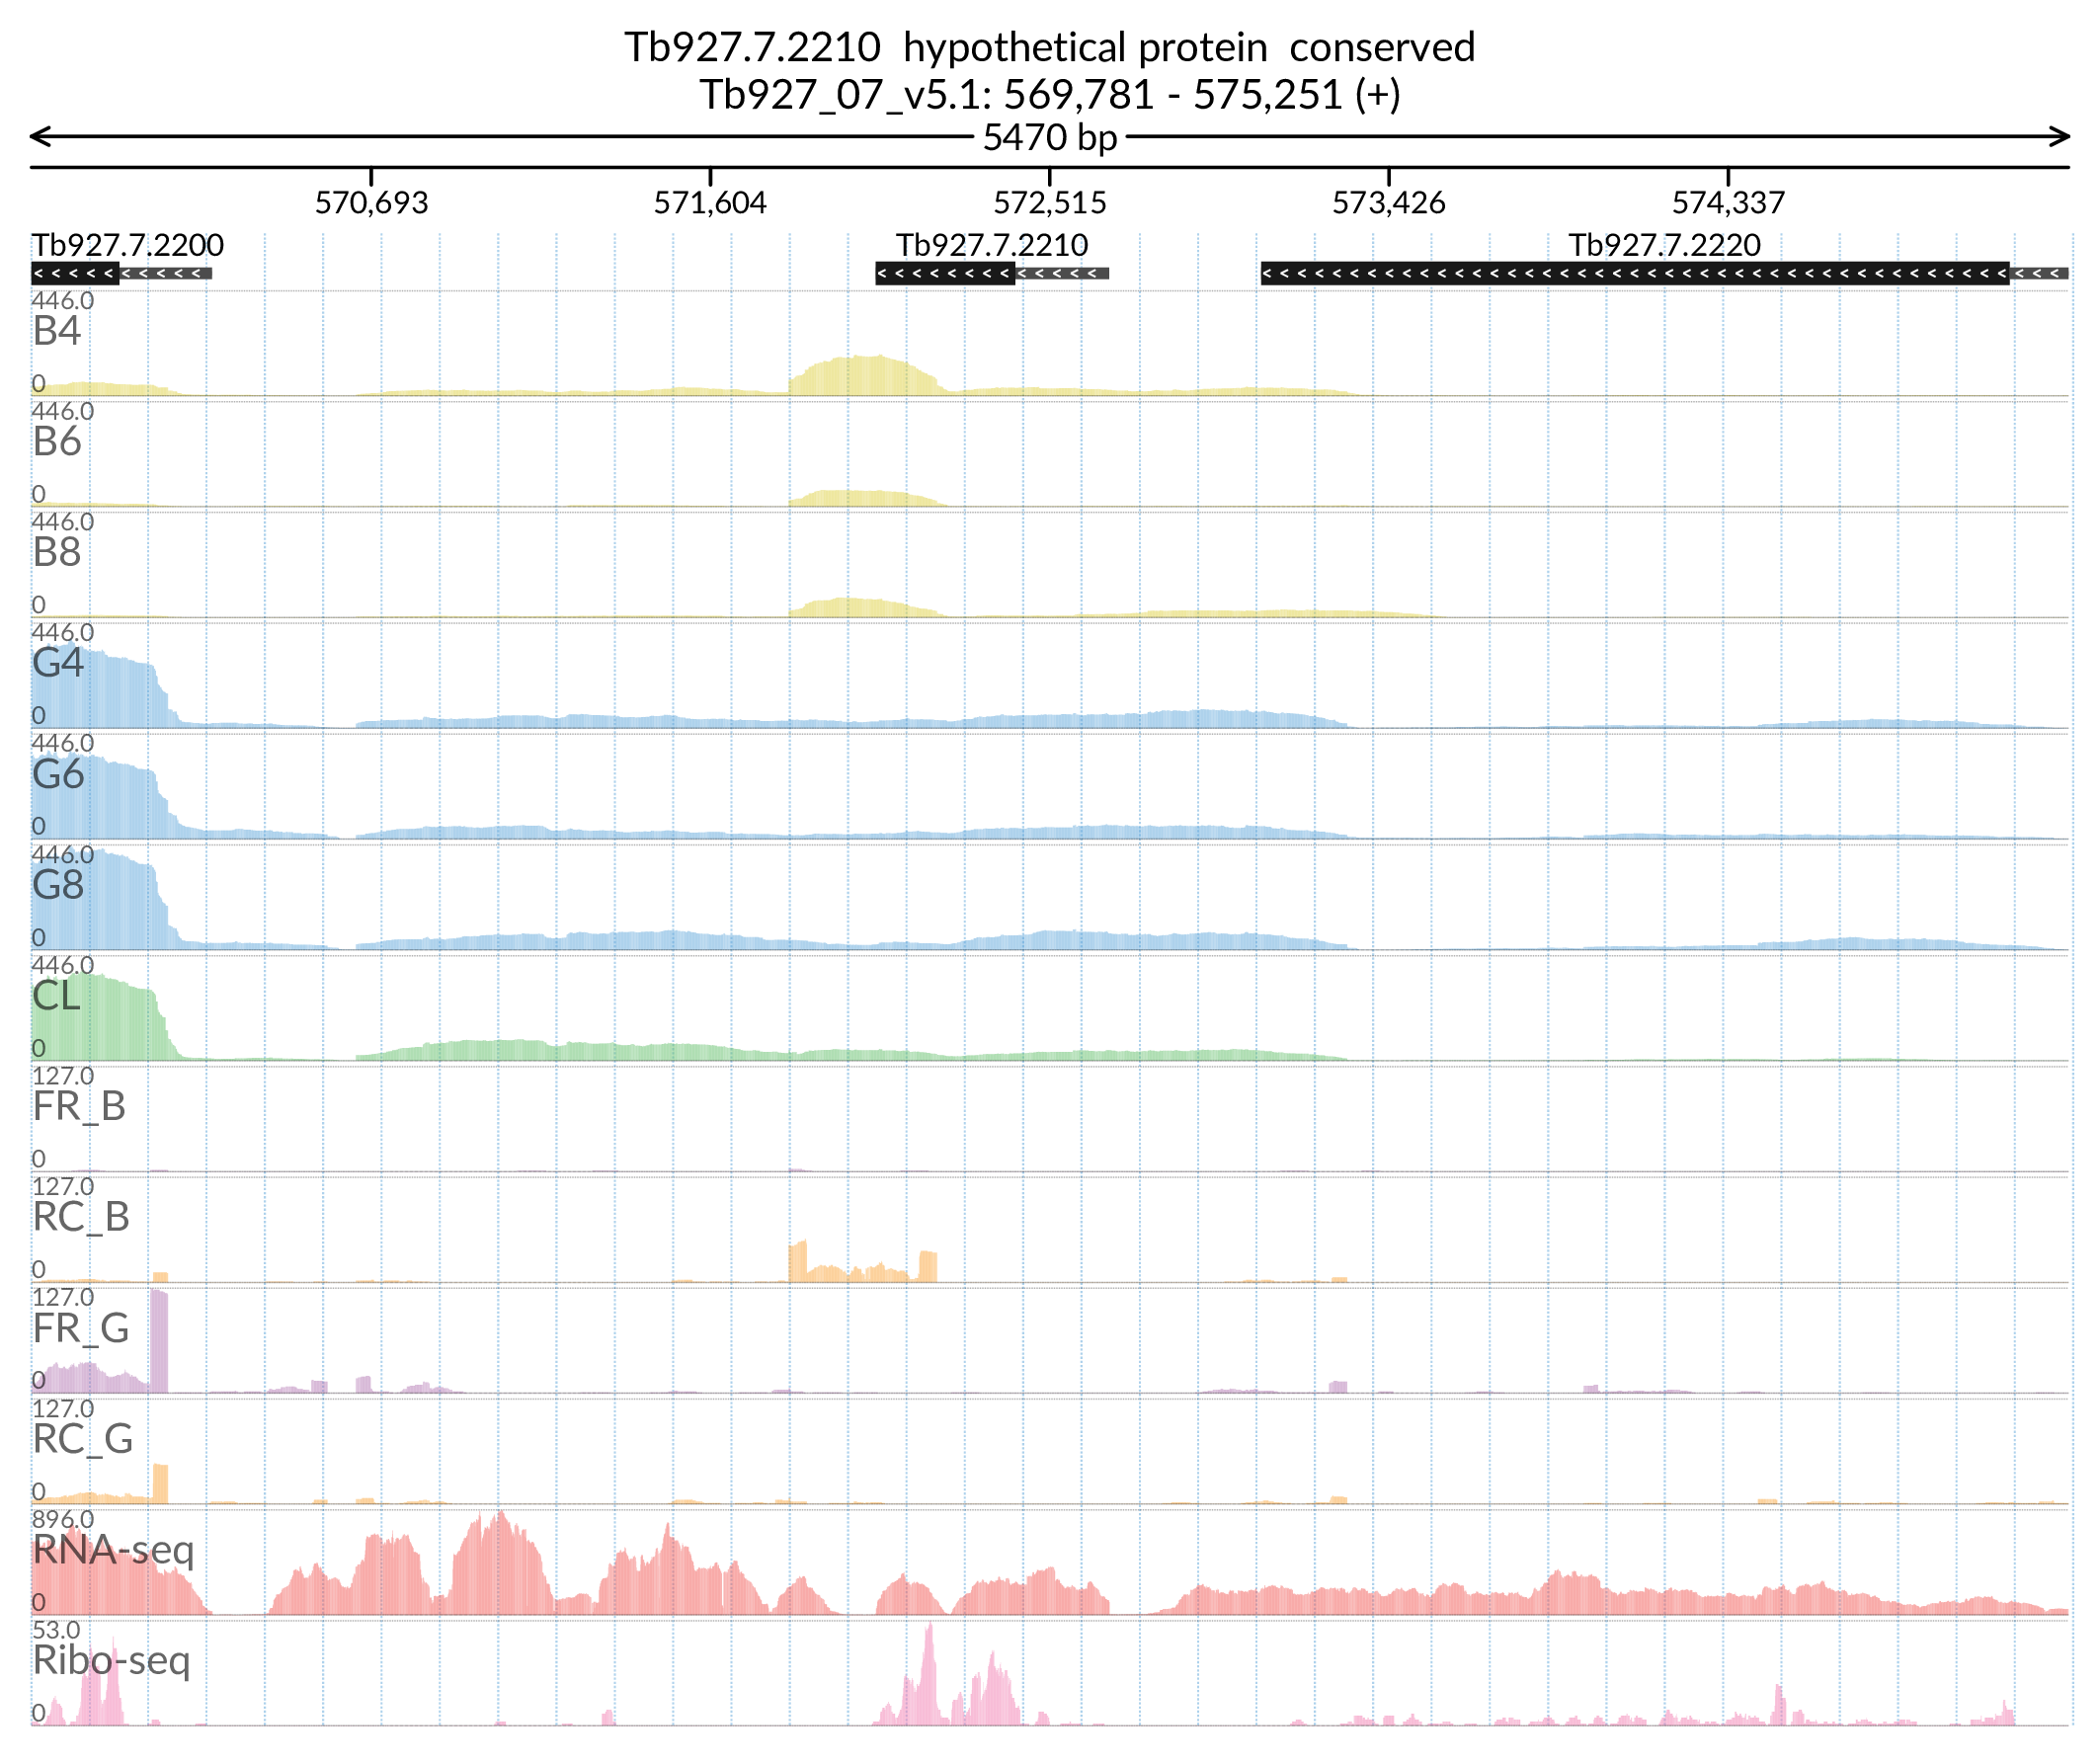 Tb927.7.2210 hypothetical protein conserved
Tb927_07_v5.1: 569,781 - 575,251 (+)
5470 bp
570,693 571,604 572,515 573,426 574,337
Tb927.7.2200 Tb927.7.2210 Tb927.7.2220
446.0
B4
0
446.0
B6
0
446.0
B8
0
446.0
G4
0
446.0
G6
0
446.0
G8
0
446.0
CL
0
127.0
FR_B
0
127.0
RC_B
0
127.0
FR_G
0
127.0
RC_G
0
896.0
RNA-seq
0
53.0
Ribo-seq
0